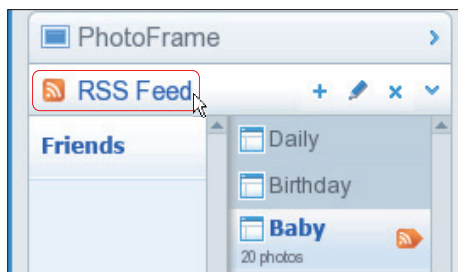 PhotoFrame
RSS Feed
Friends
Daily
Birthday
Baby
20 photos